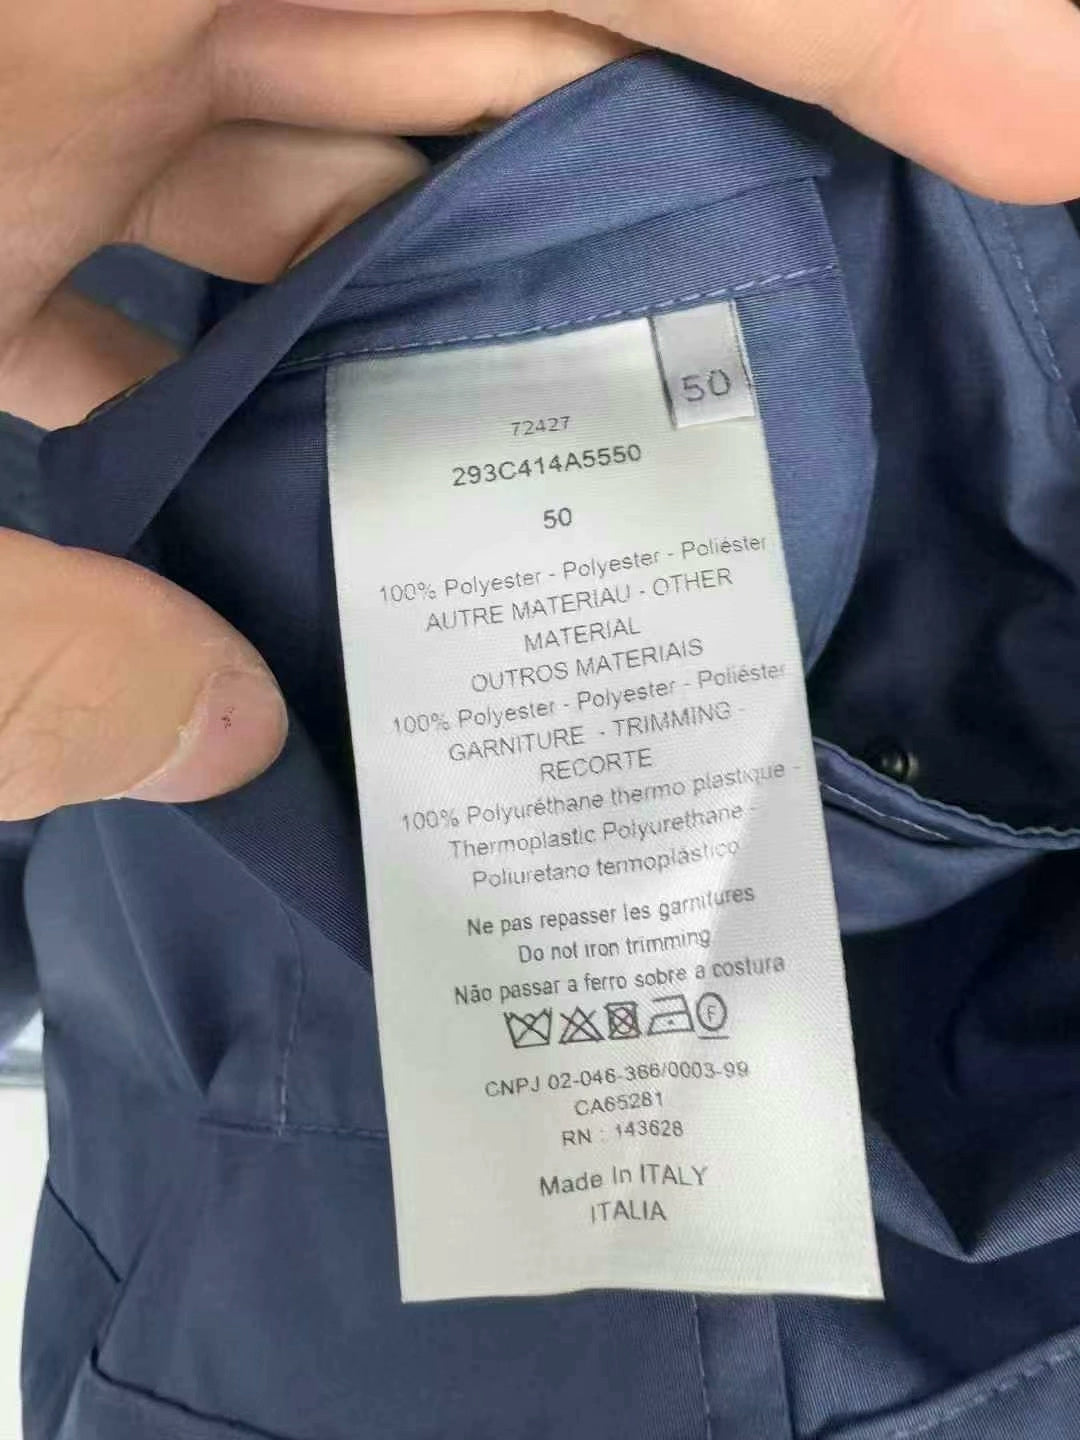 50
72427
293C414A5550
50
100% Polyester - Polyester - Poliéster
AUTRE MATERIAU - OTHER
MATERIAL
OUTROS MATERIAIS
100% Polyester - Polyester - Poliéster
GARNITURE - TRIMMING -
RECORTE
100% Polyuréthane thermo plastique -
Thermoplastic Polyurethane -
Poliuretano termoplástico
Ne pas repasser les garnitures
Do not iron trimming
Não passar a ferro sobre a costura
F
CNPJ 02-046-366/0003-99
CA65281
RN : 143628
Made In ITALY
ITALIA